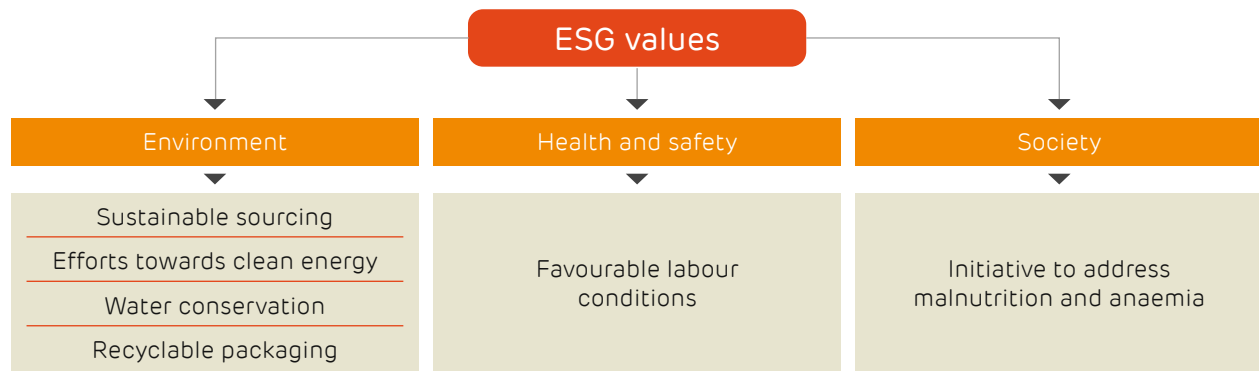 ESG values
Environment
Health and safety
Society
Sustainable sourcing
Efforts towards clean energy
Water conservation
Recyclable packaging
Favourable labour
conditions
Initiative to address
malnutrition and anaemia